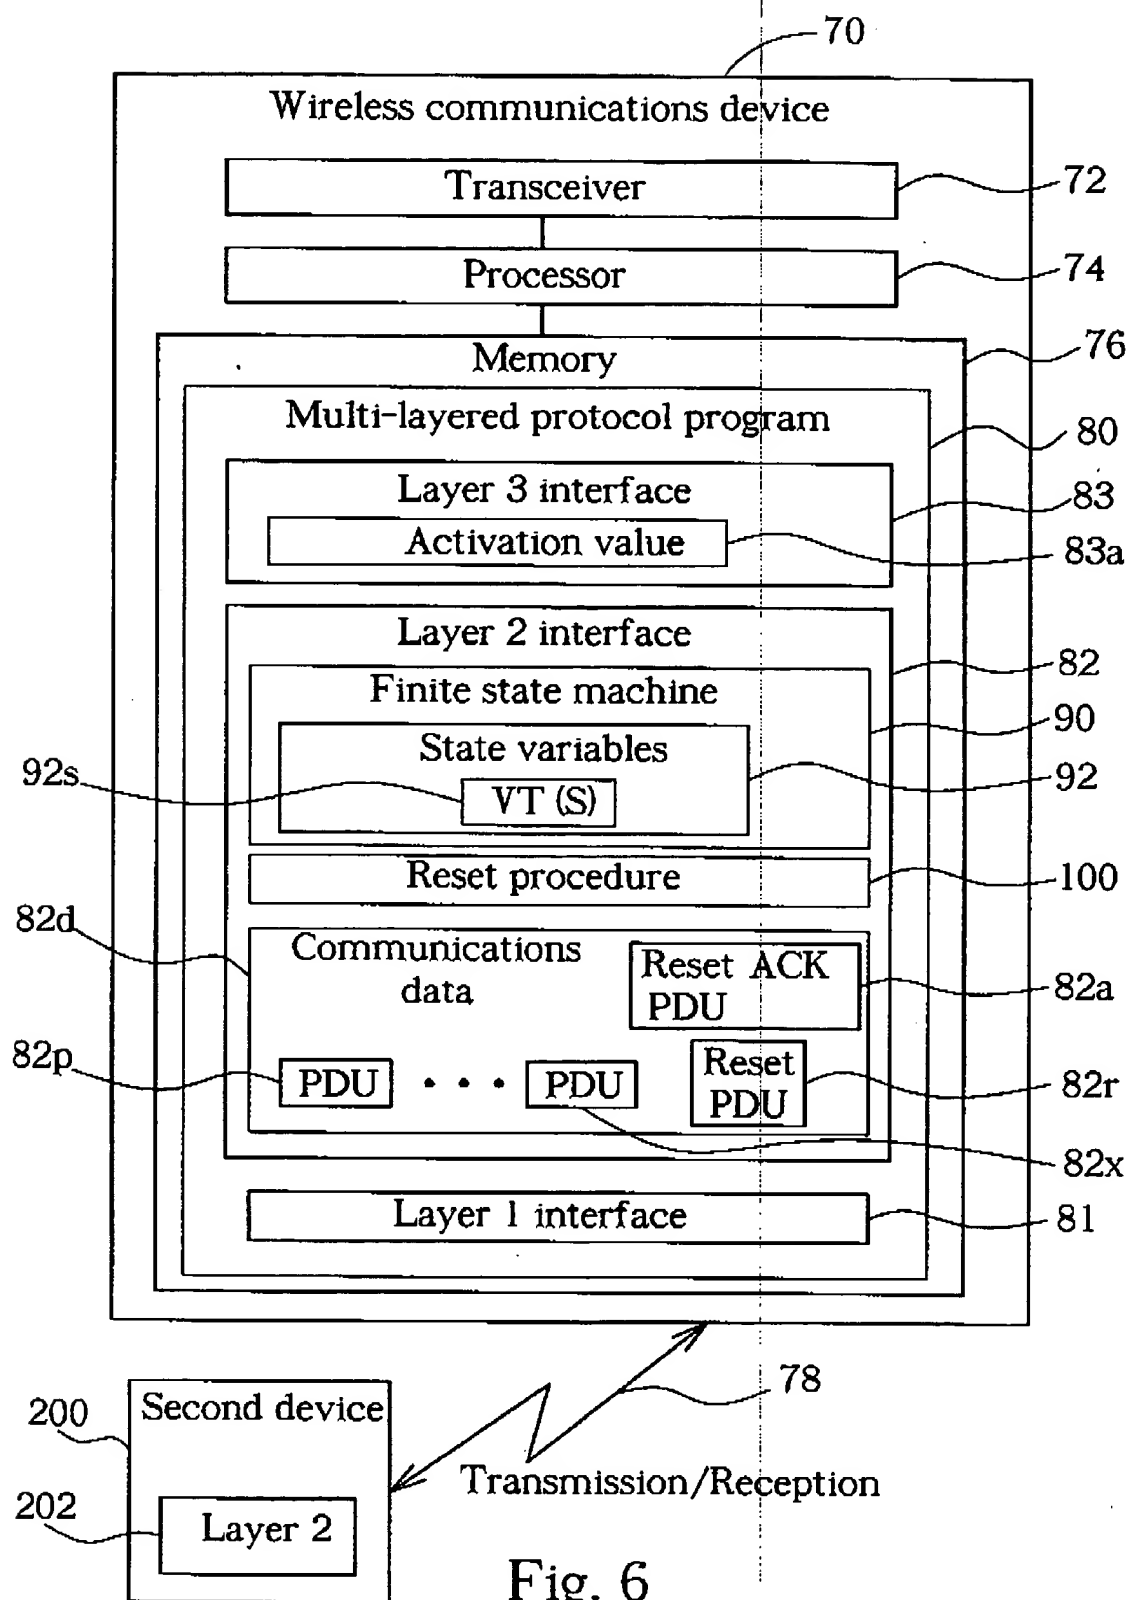 70
Wireless communications device
Transceiver
72
Processor
74
Memory
76
Multi-layered protocol program
80
Layer 3 interface
83
Activation value
83a
Layer 2 interface
82
Finite state machine
90
State variables
92
92s
VT (S)
Reset procedure
100
82d
Communications
data
Reset ACK
PDU
82a
82p
PDU • • • PDU
Reset
PDU
82r
82x
Layer 1 interface
81
78
200
Second device
Transmission/Reception
202
Layer 2
Fig. 6